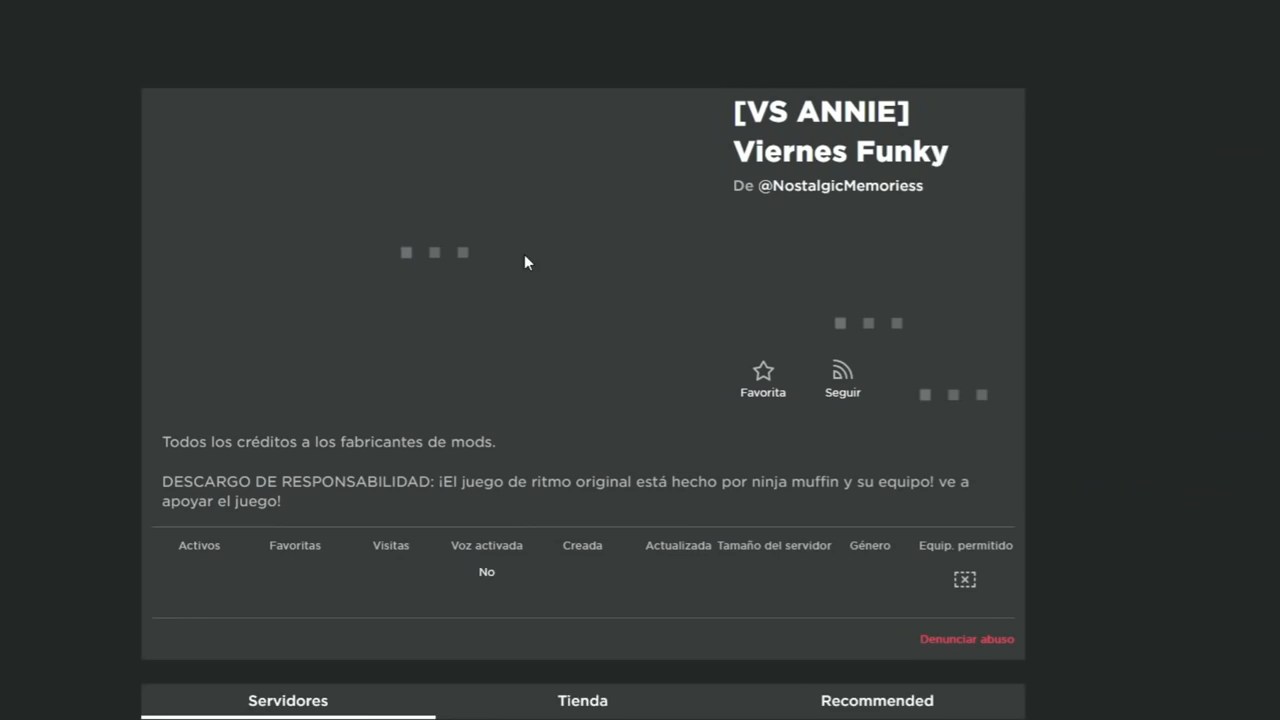 [VS ANNIE]
Viernes Funky
De @NostalgicMemoriess
Favorita
Seguir
Todos los créditos a los fabricantes de mods.
DESCARGO DE RESPONSABILIDAD: ¡El juego de ritmo original está hecho por ninja muffin y su equipo! ve a
apoyar el juego!
Activos Favoritas Visitas Voz activada Creada Actualizada Tamaño del servidor Género Equip. permitido
No
Denunciar abuso
Servidores Tienda Recommended